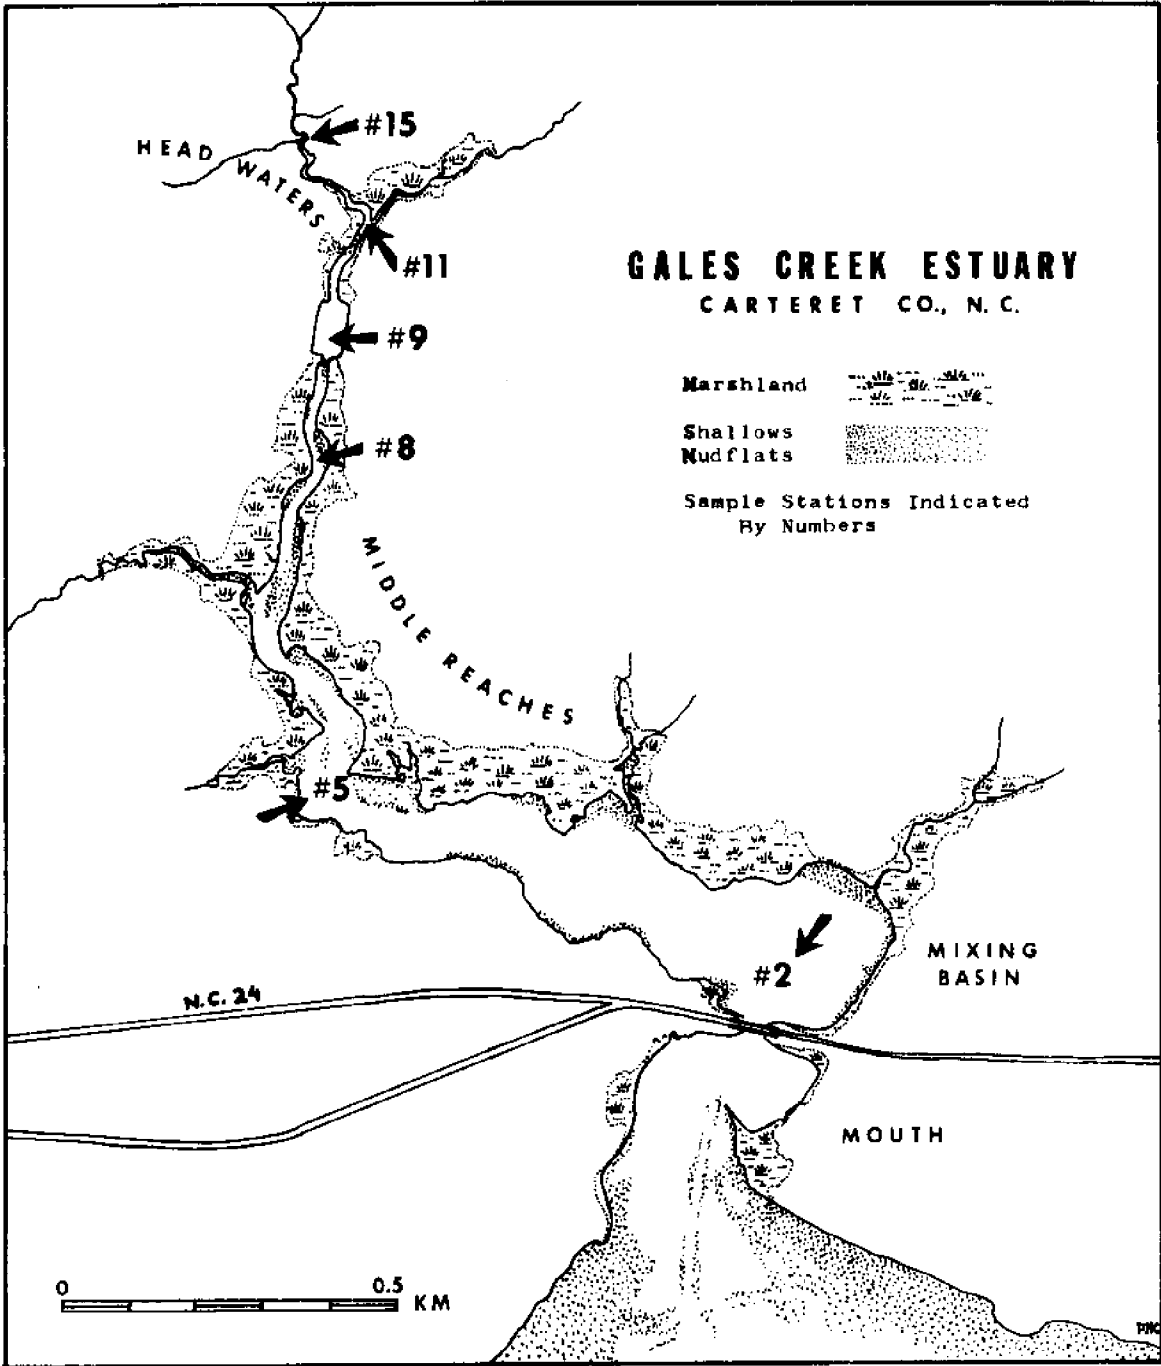 #15
HEAD WATERS
#11
GALES CREEK ESTUARY
CARTERET CO., N.C.
#9
Marshland
Shallows
Mudflats
#8
Sample Stations Indicated
By Numbers
MIDDLE REACHES
#5
MIXING
BASIN
#2
N.C. 24
MOUTH
0 0.5
KM